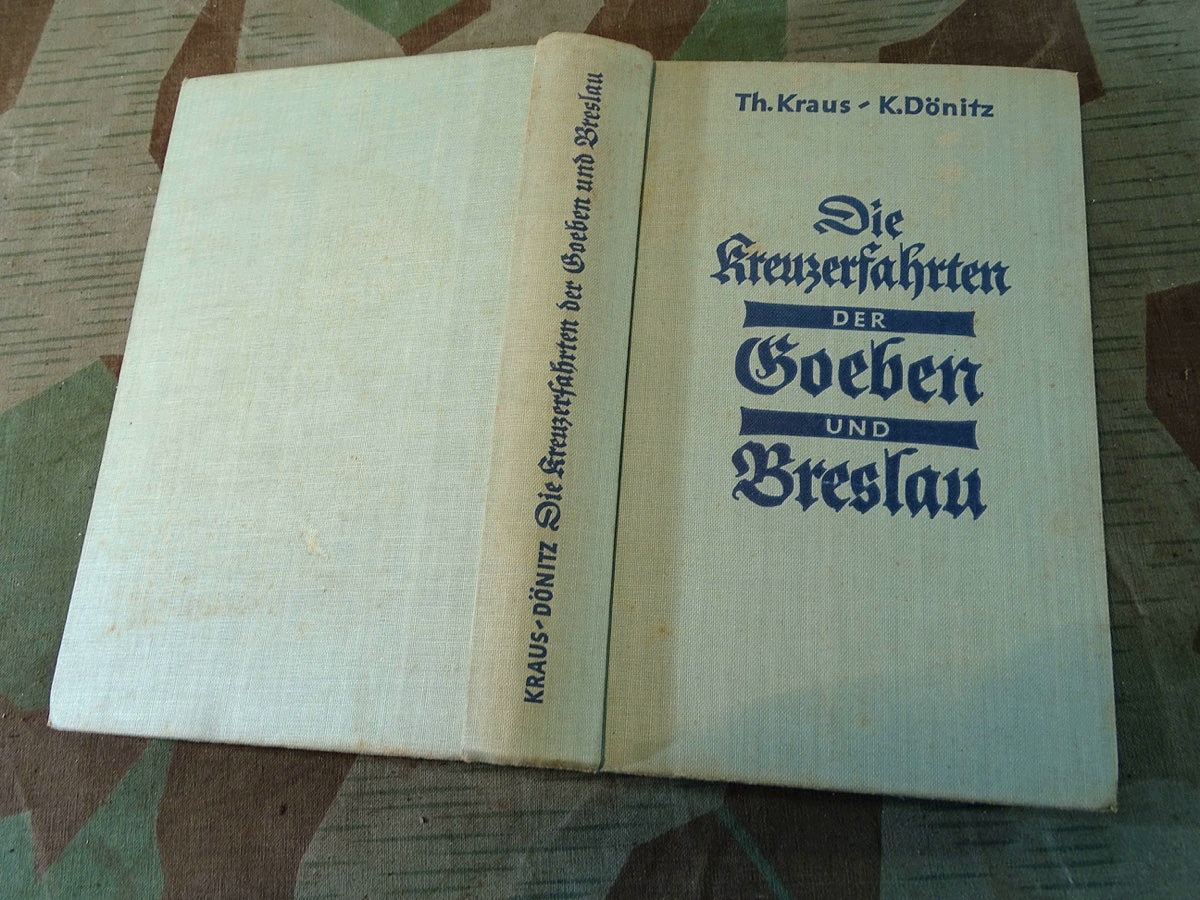 KRAUS-DÖNITZ Die Kreuzerfahrten der Goeben und Breslau
Th. Kraus - K. Dönitz
Die
Kreuzerfahrten
DER
Goeben
UND
Breslau